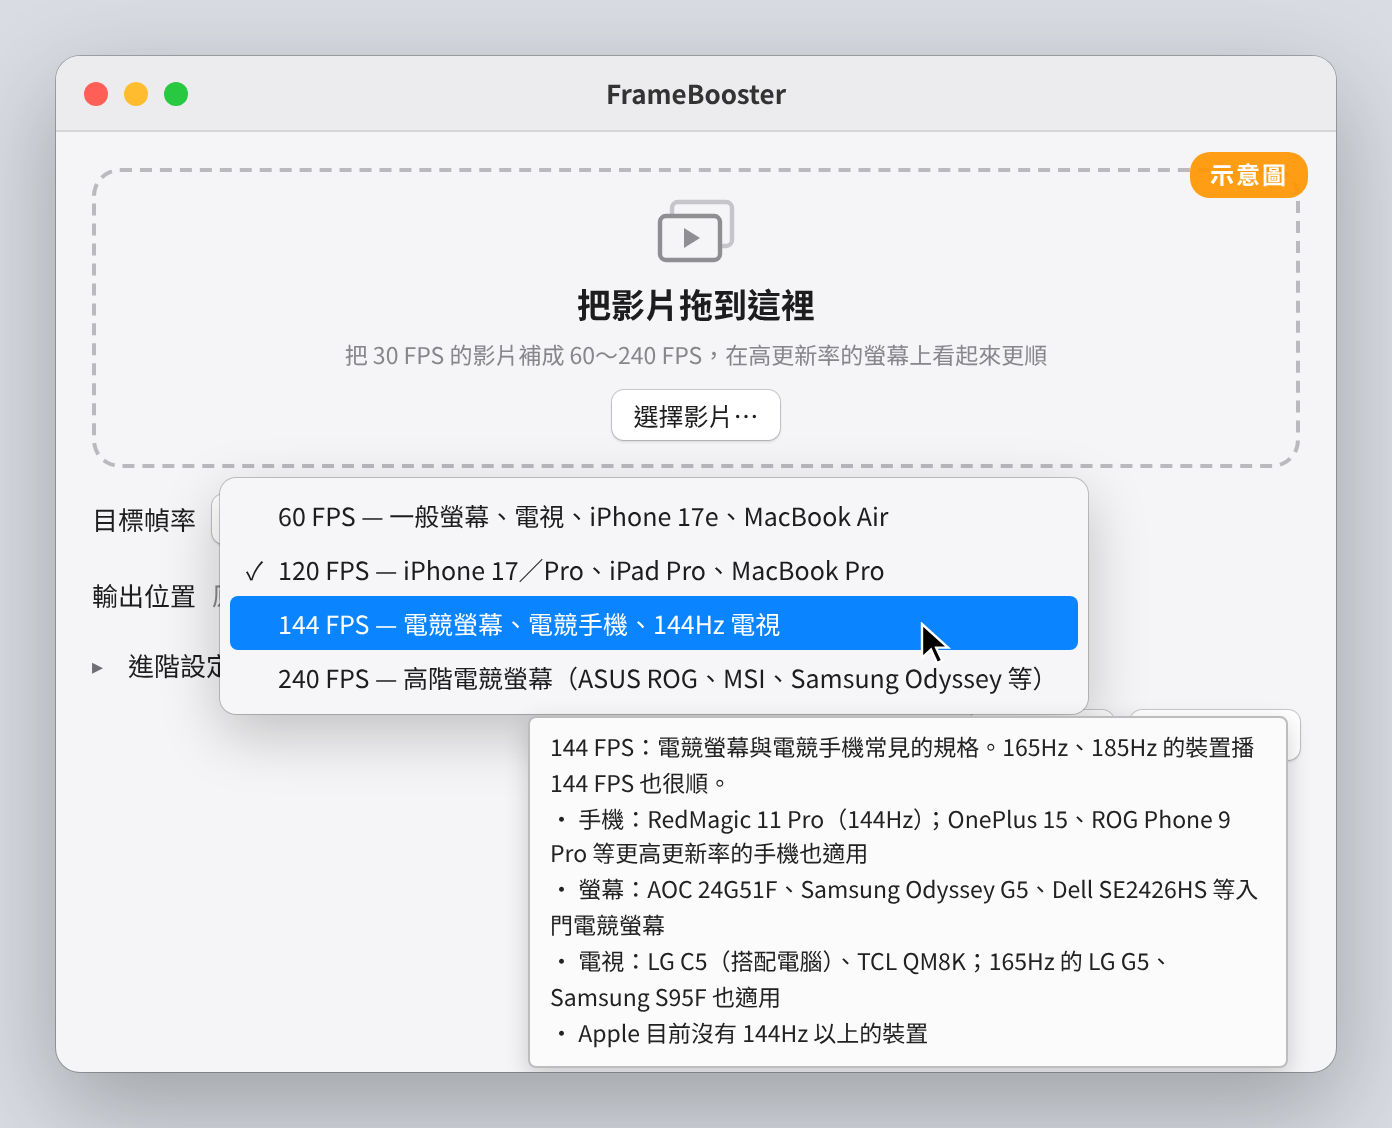 FrameBooster
示意圖
把影片拖到這裡
把 30 FPS 的影片補成 60～240 FPS，在高更新率的螢幕上看起來更順
選擇影片⋯
目標幀率
60 FPS — 一般螢幕、電視、iPhone 17e、MacBook Air
✓ 120 FPS — iPhone 17／Pro、iPad Pro、MacBook Pro
144 FPS — 電競螢幕、電競手機、144Hz 電視
240 FPS — 高階電競螢幕（ASUS ROG、MSI、Samsung Odyssey 等）
輸出位置
進階設定
144 FPS：電競螢幕與電競手機常見的規格。165Hz、185Hz 的裝置播
144 FPS 也很順。
・ 手機：RedMagic 11 Pro（144Hz）；OnePlus 15、ROG Phone 9
Pro 等更高更新率的手機也適用
・ 螢幕：AOC 24G51F、Samsung Odyssey G5、Dell SE2426HS 等入
門電競螢幕
・ 電視：LG C5（搭配電腦）、TCL QM8K；165Hz 的 LG G5、
Samsung S95F 也適用
・ Apple 目前沒有 144Hz 以上的裝置